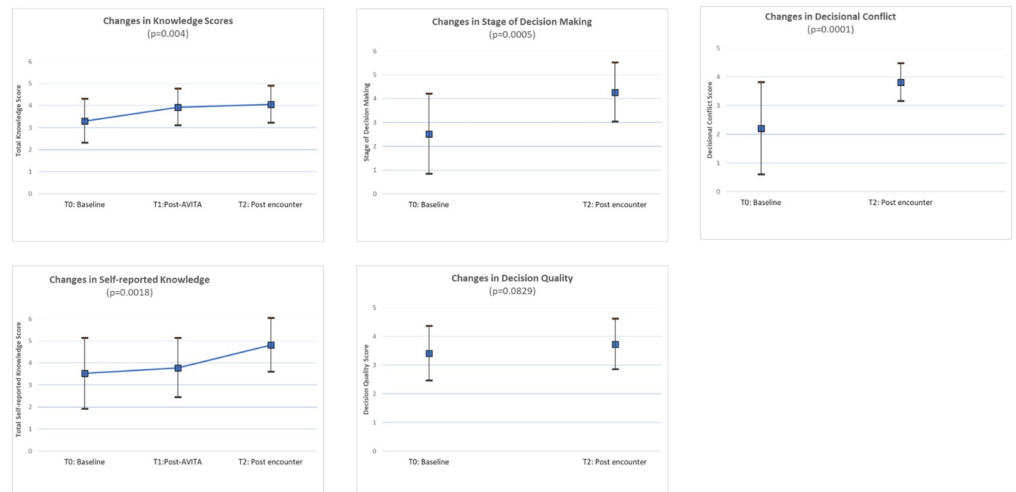 Changes in Knowledge Scores
(p=0.004)
Total Knowledge Score
6
5
4
3
2
1
0
T0: Baseline T1:Post-AVITA T2: Post encounter
Changes in Stage of Decision Making
(p=0.0005)
Stage of Decision Making
6
5
4
3
2
1
0
T0: Baseline T2: Post encounter
Changes in Decisional Conflict
(p=0.0001)
Decisional Conflict Score
5
4
3
2
1
0
T0: Baseline T2: Post encounter
Changes in Self-reported Knowledge
(p=0.0018)
Total Self-reported Knowledge Score
6
5
4
3
2
1
0
T0: Baseline T1:Post-AVITA T2: Post encounter
Changes in Decision Quality
(p=0.0829)
Decision Quality Score
5
4
3
2
1
0
T0: Baseline T2: Post encounter